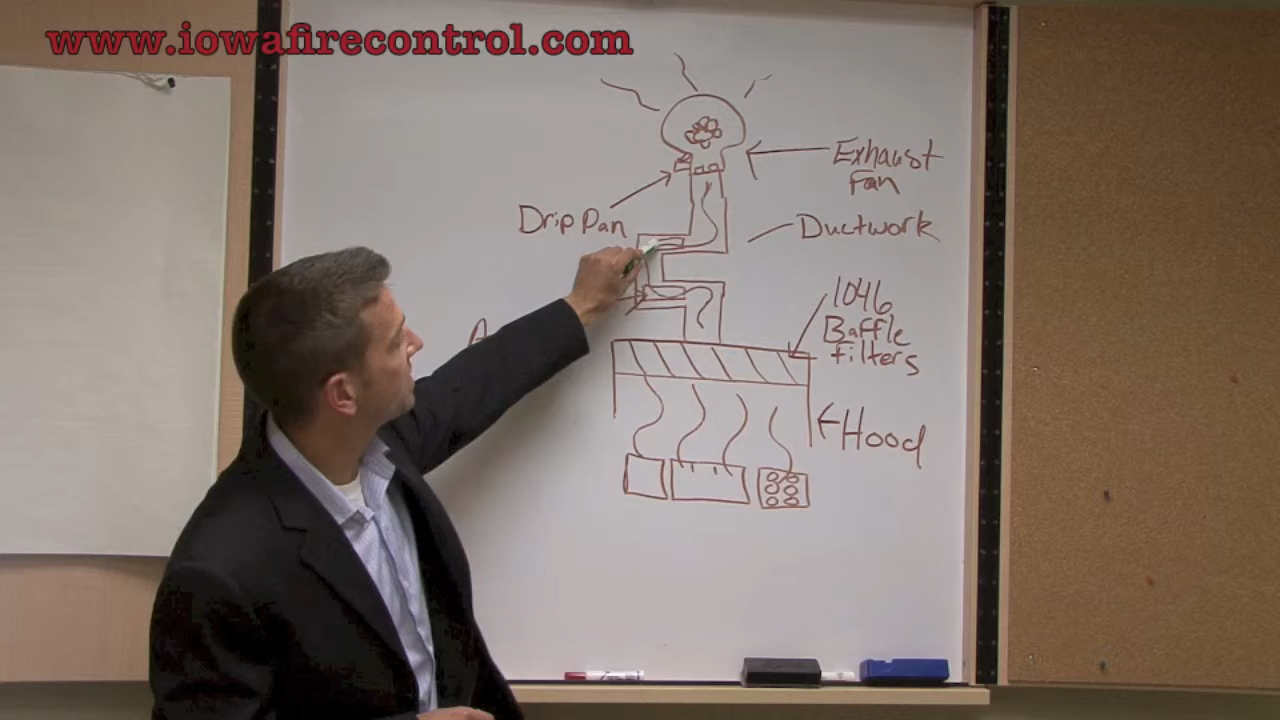 www.iowafirecontrol.com
Exhaust
Fan
Drip Pan
Ductwork
1046
Baffle
filters
Hood